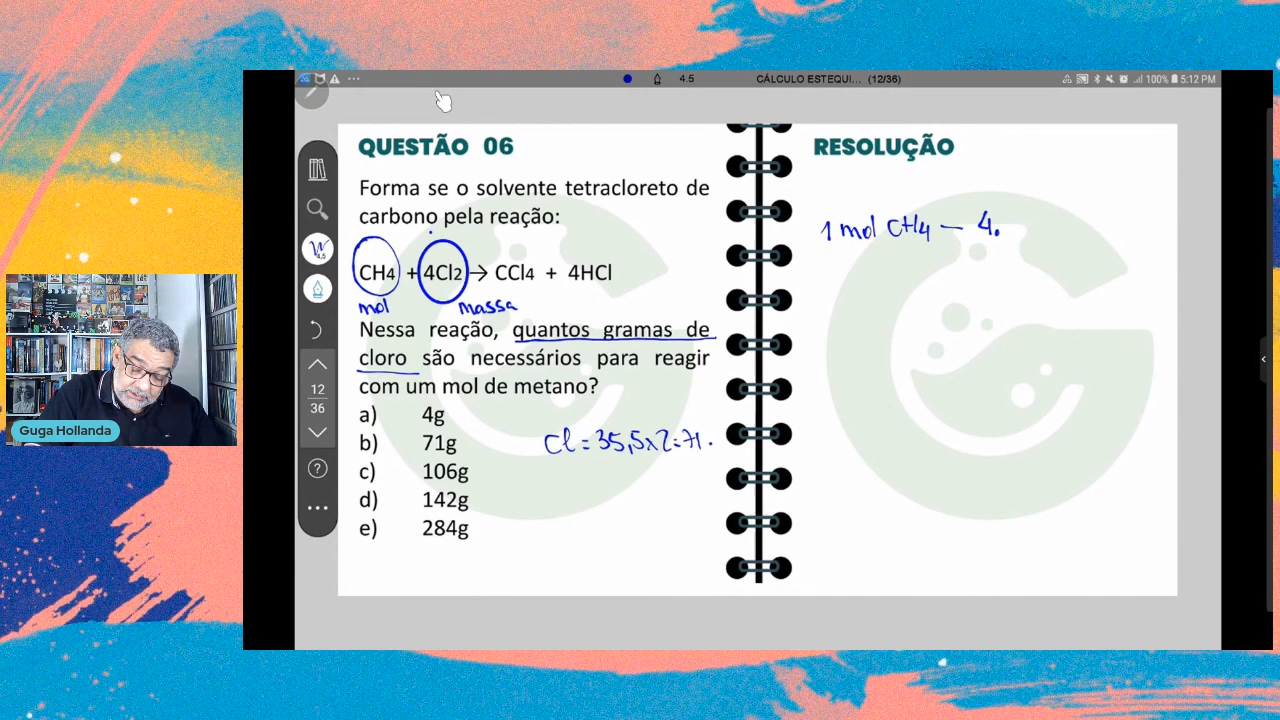 4.5
CÁLCULO ESTEQUI... (12/36)
100%
5:12 PM
QUESTÃO 06
Forma se o solvente tetracloreto de
carbono pela reação:
CH4 + 4Cl2 → CCl4 + 4HCl
mol massa
Nessa reação, quantos gramas de
cloro são necessários para reagir
com um mol de metano?
a) 4g
b) 71g
c) 106g
d) 142g
e) 284g
Cl = 35,5x2=71.
RESOLUÇÃO
1 mol CH4 — 4.
4.5
12
36
Guga Hollanda